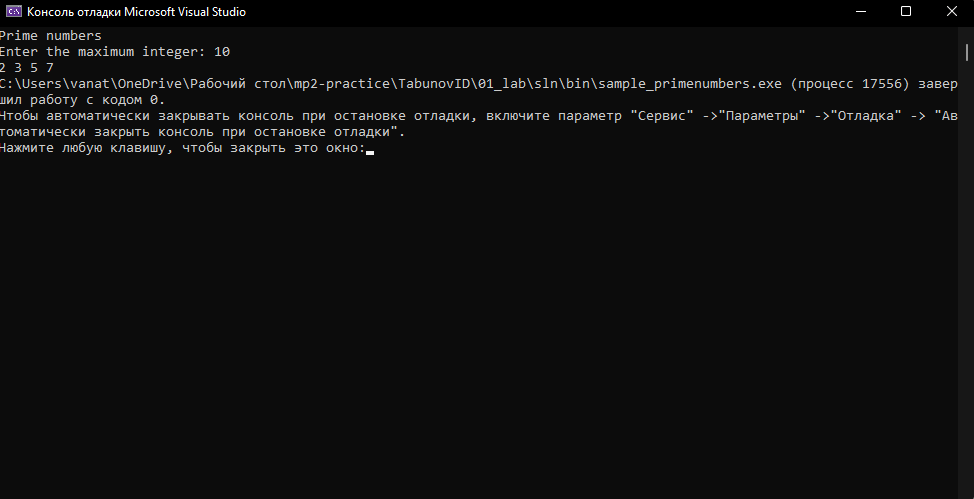 Консоль отладки Microsoft Visual Studio
Prime numbers
Enter the maximum integer: 10
2 3 5 7
C:\Users\vanat\OneDrive\Рабочий стол\mp2-practice\TabunovID\01_lab\sln\bin\sample_primenumbers.exe (процесс 17556) завер
шил работу с кодом 0.
Чтобы автоматически закрывать консоль при остановке отладки, включите параметр "Сервис" ->"Параметры" ->"Отладка" -> "Ав
томатически закрыть консоль при остановке отладки".
Нажмите любую клавишу, чтобы закрыть это окно: